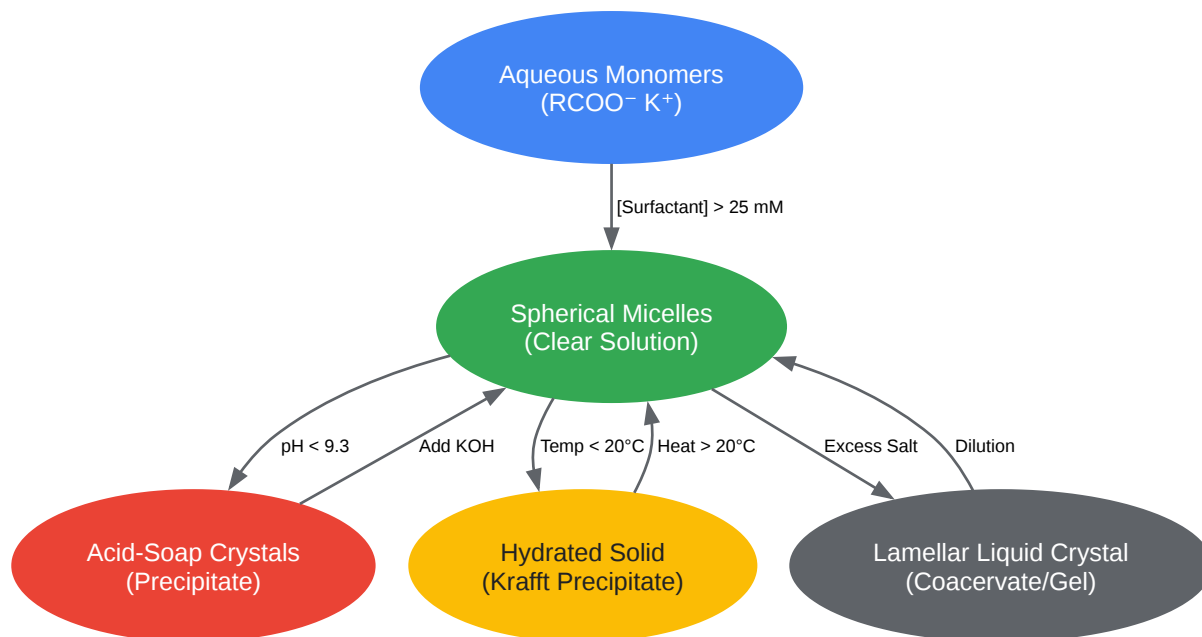 Aqueous Monomers
(RCOO⁻ K⁺)
[Surfactant] > 25 mM
Spherical Micelles
(Clear Solution)
pH < 9.3
Add KOH
Temp < 20°C
Heat > 20°C
Excess Salt
Dilution
Acid-Soap Crystals
(Precipitate)
Hydrated Solid
(Krafft Precipitate)
Lamellar Liquid Crystal
(Coacervate/Gel)